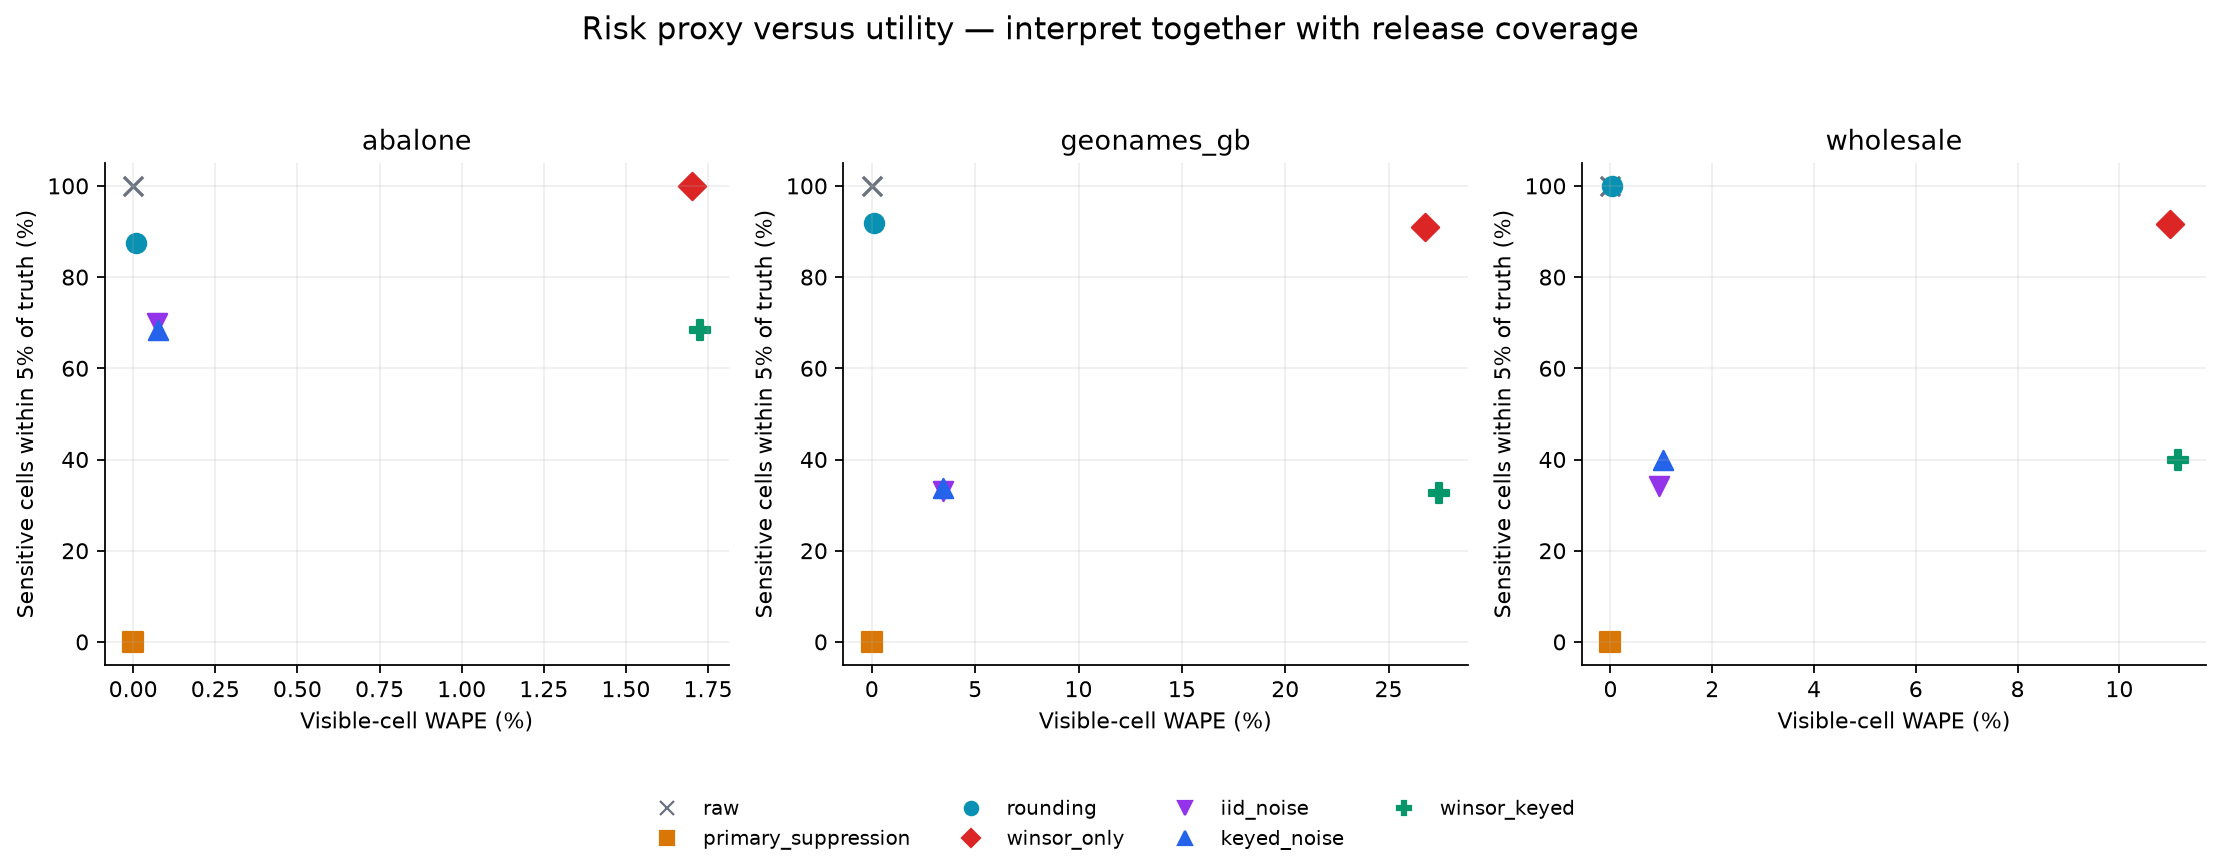 Risk proxy versus utility — interpret together with release coverage
abalone
Sensitive cells within 5% of truth (%)
100
80
60
40
20
0
0.00 0.25 0.50 0.75 1.00 1.25 1.50 1.75
Visible-cell WAPE (%)
geonames_gb
Sensitive cells within 5% of truth (%)
100
80
60
40
20
0
0 5 10 15 20 25
Visible-cell WAPE (%)
wholesale
Sensitive cells within 5% of truth (%)
100
80
60
40
20
0
0 2 4 6 8 10
Visible-cell WAPE (%)
raw rounding iid_noise winsor_keyed
primary_suppression winsor_only keyed_noise